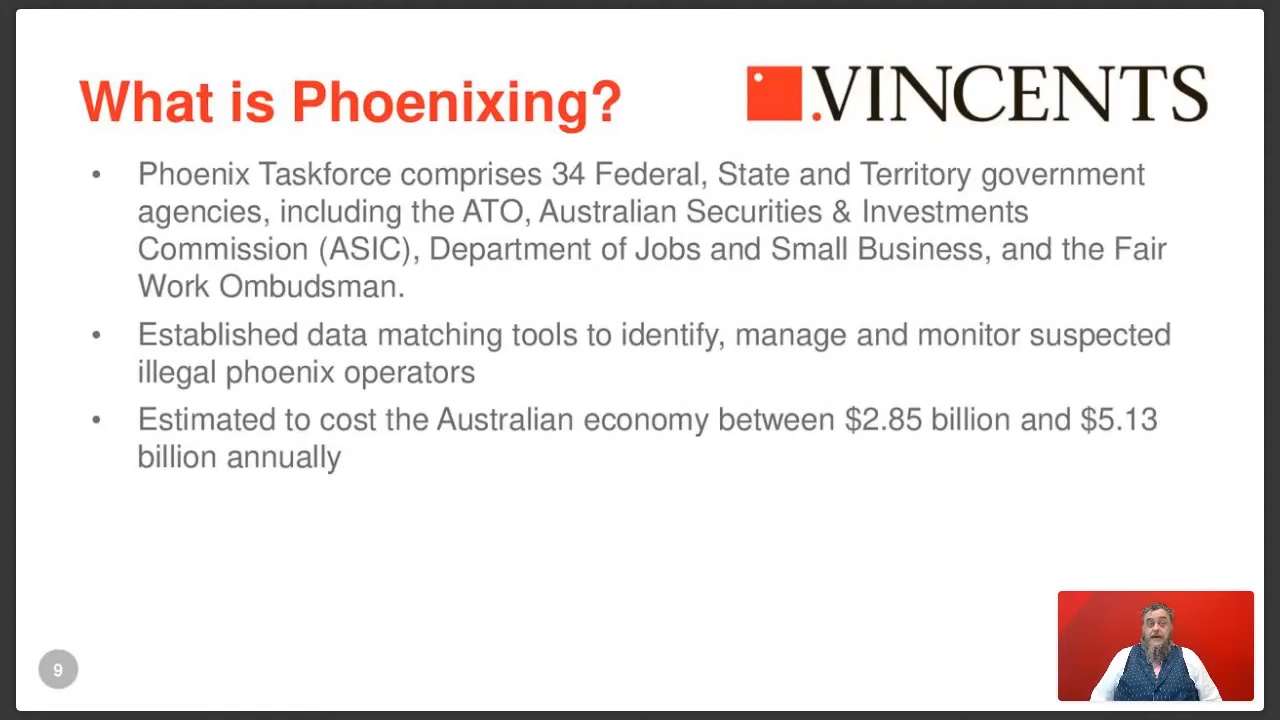 What is Phoenixing?
.VINCENTS
• Phoenix Taskforce comprises 34 Federal, State and Territory government
agencies, including the ATO, Australian Securities & Investments
Commission (ASIC), Department of Jobs and Small Business, and the Fair
Work Ombudsman.
• Established data matching tools to identify, manage and monitor suspected
illegal phoenix operators
• Estimated to cost the Australian economy between $2.85 billion and $5.13
billion annually
9